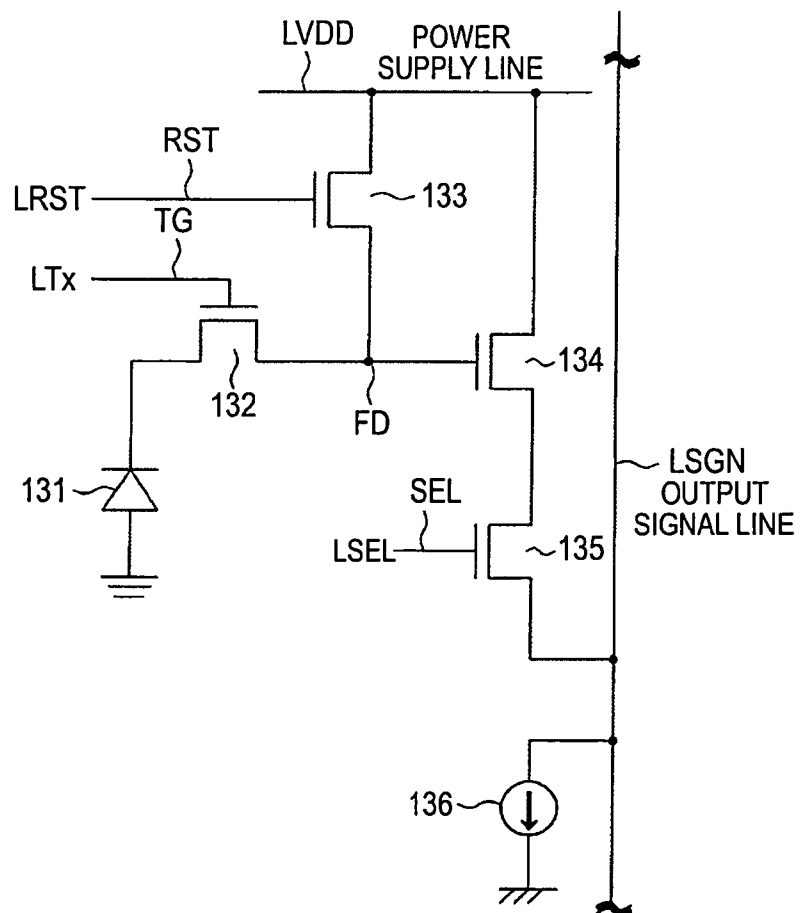 LVDD
POWER
SUPPLY LINE
RST
LRST
133
TG
LTx
132
134
FD
131
SEL
LSEL
135
LSGN
OUTPUT
SIGNAL LINE
136